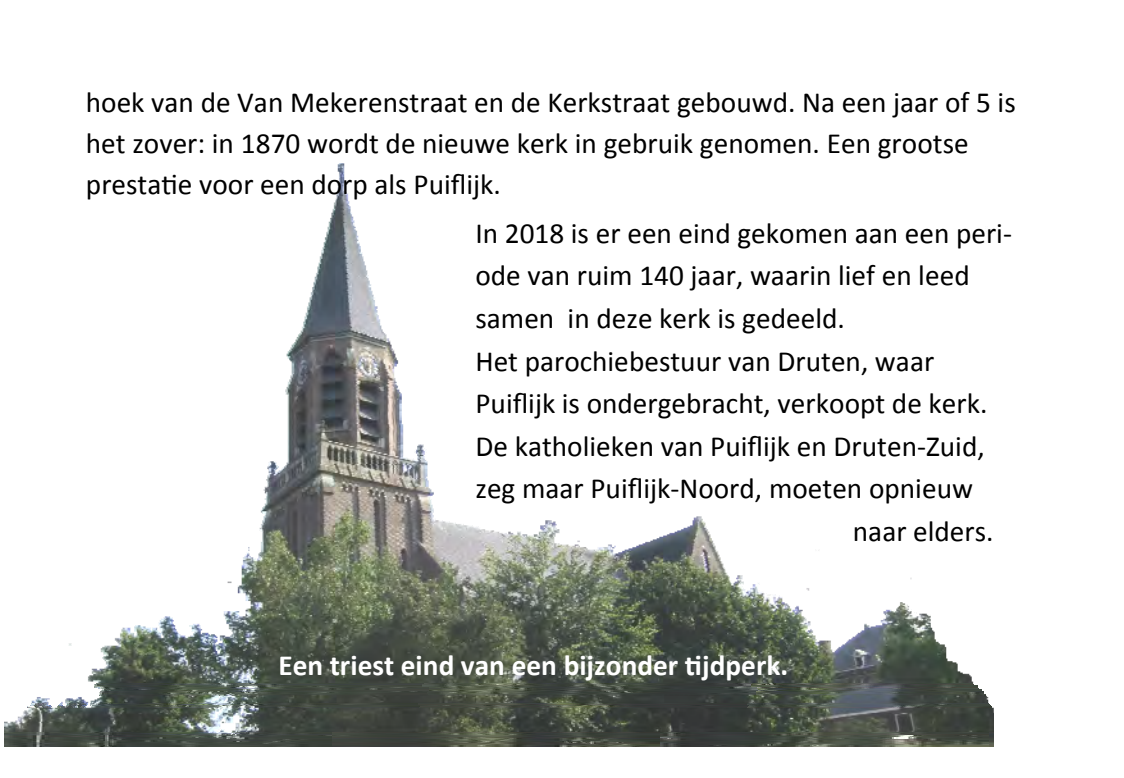 hoek van de Van Mekerenstraat en de Kerkstraat gebouwd. Na een jaar of 5 is
het zover: in 1870 wordt de nieuwe kerk in gebruik genomen. Een grootse
prestatie voor een dorp als Puiflijk.
In 2018 is er een eind gekomen aan een peri-
ode van ruim 140 jaar, waarin lief en leed
samen  in deze kerk is gedeeld.
Het parochiebestuur van Druten, waar
Puiflijk is ondergebracht, verkoopt de kerk.
De katholieken van Puiflijk en Druten-Zuid,
zeg maar Puiflijk-Noord, moeten opnieuw
naar elders.
Een triest eind van een bijzonder tijdperk.